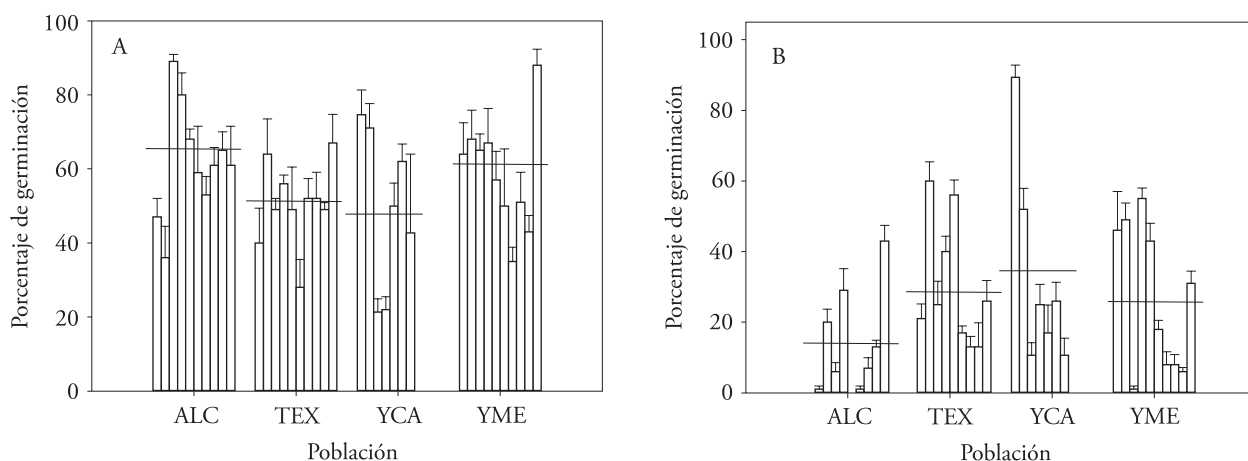 A
Porcentaje de germinación
100
80
60
40
20
0
ALC TEX YCA YME
Población
B
Porcentaje de germinación
100
80
60
40
20
0
ALC TEX YCA YME
Población